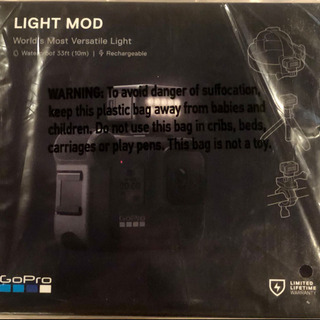 LIGHT MOD
World's Most Versatile Light
Waterproof 33ft (10m) | Rechargeable
WARNING: To avoid danger of suffocation,
keep this plastic bag away from babies and
children. Do not use this bag in cribs, beds,
carriages or play pens. This bag is not a toy.
GoPro
GoPro
LIMITED
LIFETIME
WARRANTY